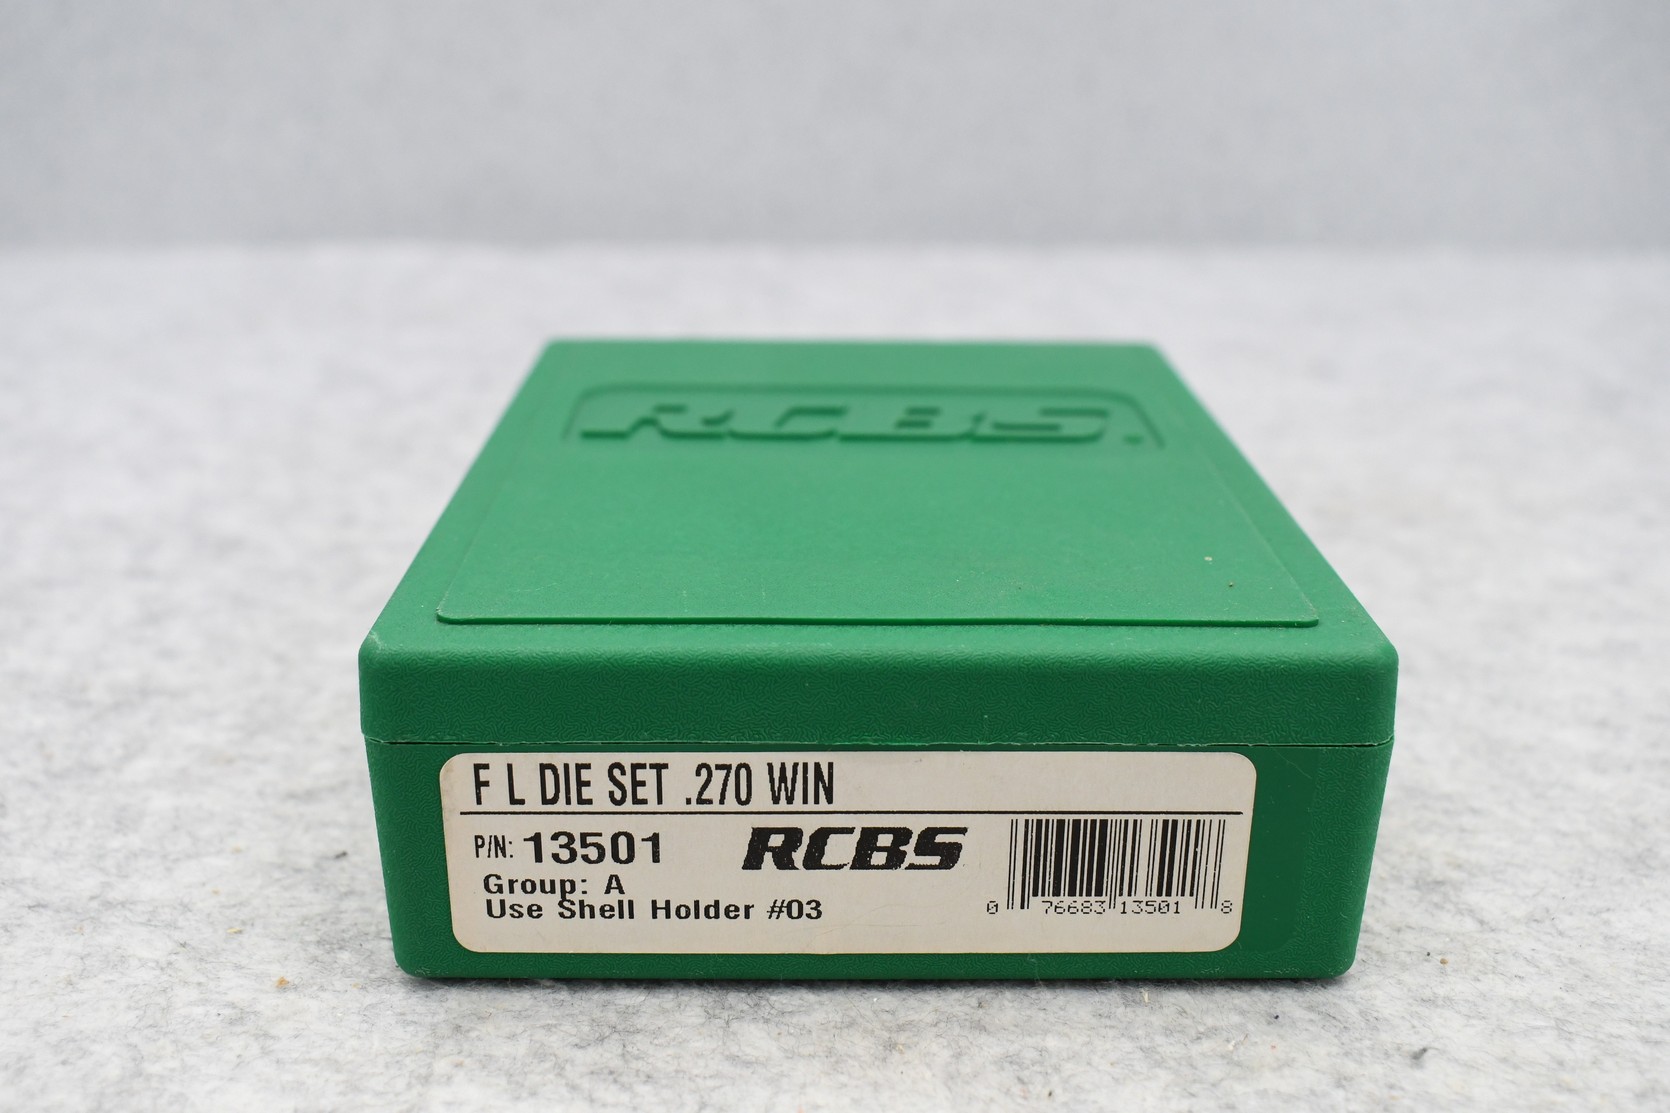 RCBS.
F L DIE SET .270 WIN
P/N: 13501
RCBS
Group: A
Use Shell Holder #03
0 76683 13501 8